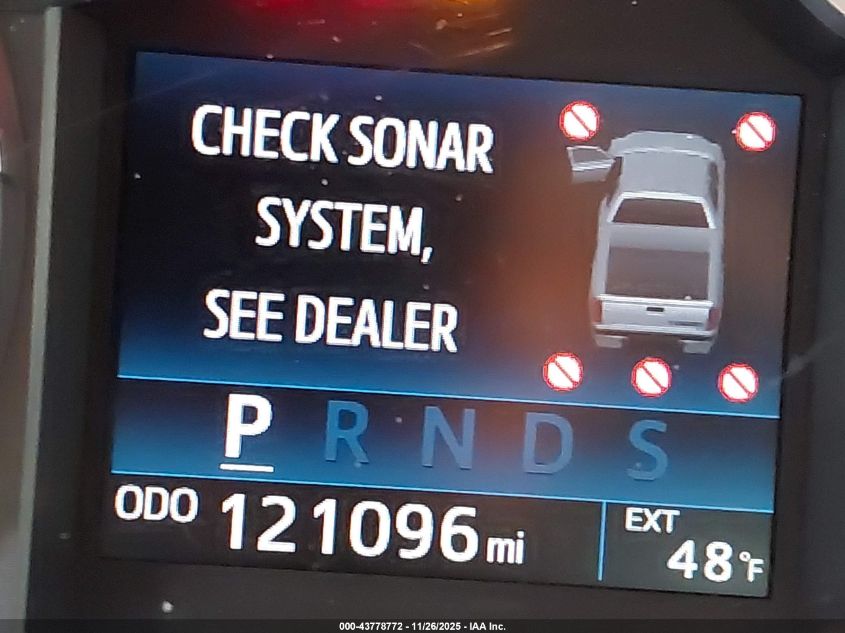 CHECK SONAR
SYSTEM,
SEE DEALER
P R N D S
ODO 121096 mi
EXT
48°F
000-43778772 - 11/26/2025 - IAA Inc.